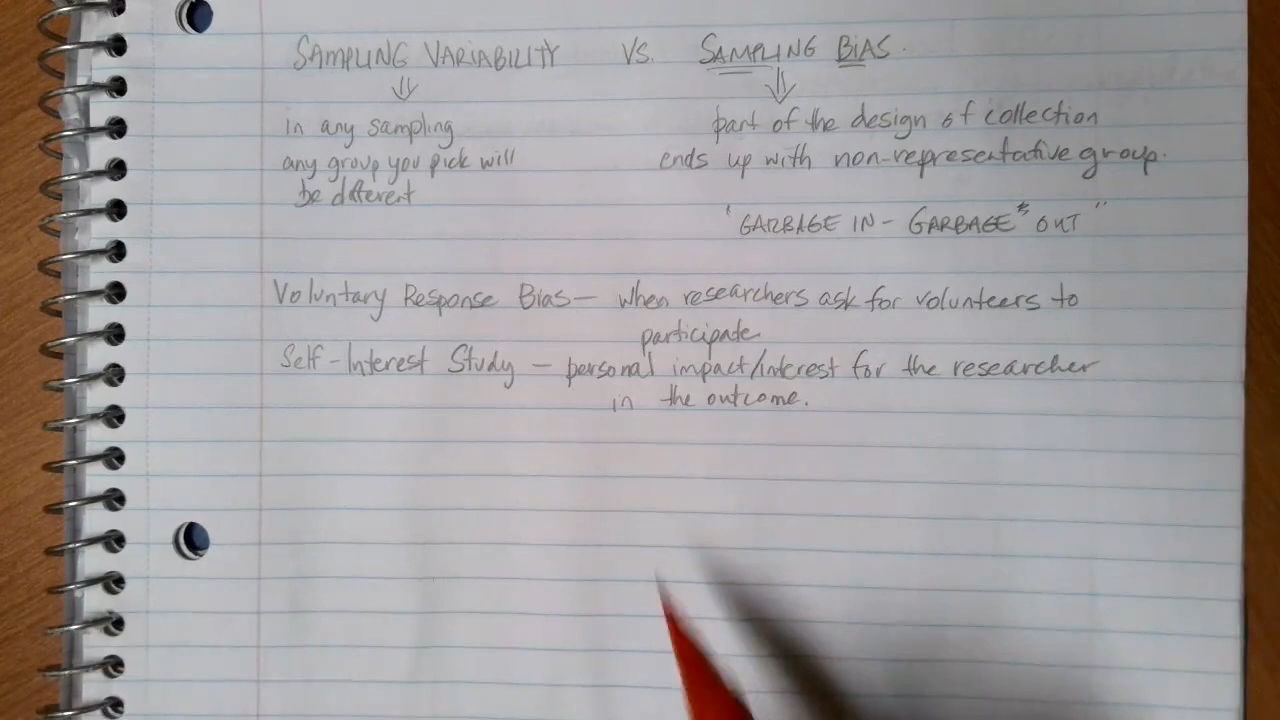 SAMPLING VARIABILITY VS. SAMPLING BIAS.
in any sampling
any group you pick will
be different
part of the design of collection
ends up with non-representative group.
"GARBAGE IN - GARBAGE* OUT"
Voluntary Response Bias — when researchers ask for volunteers to
participate
Self-Interest Study — personal impact/interest for the researcher
in the outcome.